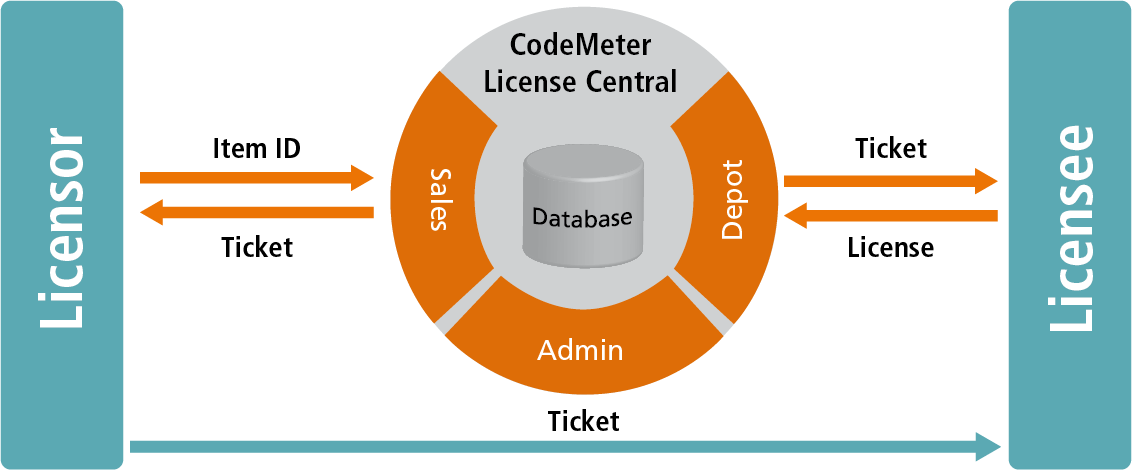 Licensor
Item ID
Ticket
CodeMeter
License Central
Sales
Database
Depot
Admin
Ticket
License
Licensee
Ticket